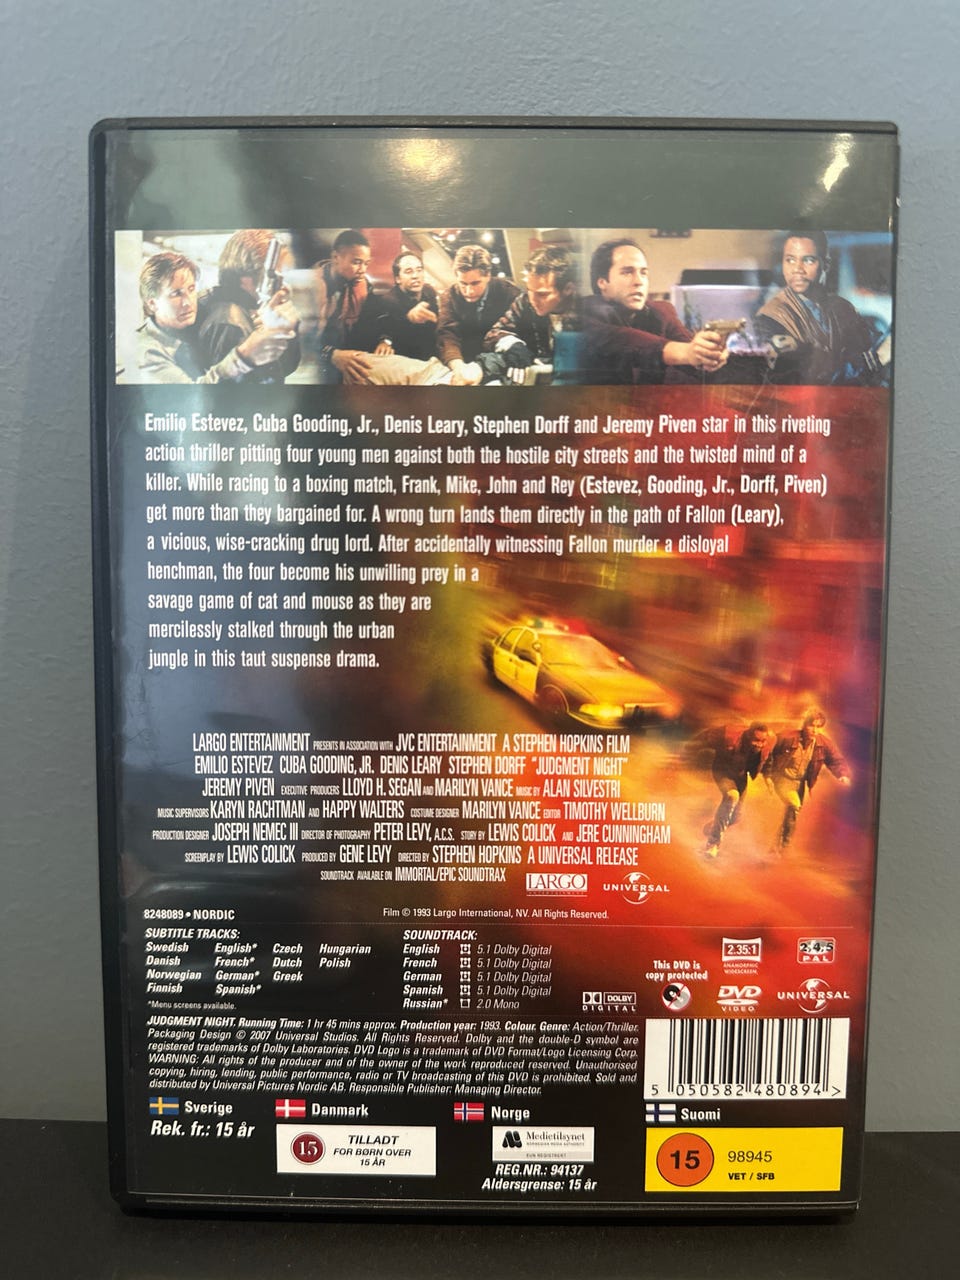 Emilio Estevez, Cuba Gooding, Jr., Denis Leary, Stephen Dorff and Jeremy Piven star in this riveting
action thriller pitting four young men against both the hostile city streets and the twisted mind of a
killer. While racing to a boxing match, Frank, Mike, John and Rey (Estevez, Gooding, Jr., Dorff, Piven)
get more than they bargained for. A wrong turn lands them directly in the path of Fallon (Leary),
a vicious, wise-cracking drug lord. After accidentally witnessing Fallon murder a disloyal
henchman, the four become his unwilling prey in a
savage game of cat and mouse as they are
mercilessly stalked through the urban
jungle in this taut suspense drama.
LARGO ENTERTAINMENT PRESENTS IN ASSOCIATION WITH JVC ENTERTAINMENT A STEPHEN HOPKINS FILM
EMILIO ESTEVEZ CUBA GOODING, JR. DENIS LEARY STEPHEN DORFF "JUDGMENT NIGHT"
JEREMY PIVEN EXECUTIVE PRODUCERS LLOYD H. SEGAN AND MARILYN VANCE MUSIC BY ALAN SILVESTRI
MUSIC SUPERVISORS KARYN RACHTMAN AND HAPPY WALTERS COSTUME DESIGNER MARILYN VANCE EDITOR TIMOTHY WELLBURN
PRODUCTION DESIGNER JOSEPH NEMEC III DIRECTOR OF PHOTOGRAPHY PETER LEVY, A.C.S. STORY BY LEWIS COLICK AND JERE CUNNINGHAM
SCREENPLAY BY LEWIS COLICK PRODUCED BY GENE LEVY DIRECTED BY STEPHEN HOPKINS A UNIVERSAL RELEASE
SOUNDTRACK AVAILABLE ON IMMORTAL/EPIC SOUNDTRAX LARGO ENTERTAINMENT UNIVERSAL
8248089 • NORDIC Film © 1993 Largo International, NV. All Rights Reserved.
SUBTITLE TRACKS:
Swedish English* Czech Hungarian
Danish French* Dutch Polish
Norwegian German* Greek
Finnish Spanish*
*Menu screens available.
SOUNDTRACK:
English 5.1 Dolby Digital
French 5.1 Dolby Digital
German 5.1 Dolby Digital
Spanish 5.1 Dolby Digital
Russian* 2.0 Mono
DOLBY
DIGITAL
This DVD is
copy protected
2.35:1
ANAMORPHIC
WIDESCREEN
DVD
VIDEO
2,4,5
PAL
UNIVERSAL
JUDGMENT NIGHT. Running Time: 1 hr 45 mins approx. Production year: 1993. Colour. Genre: Action/Thriller.
Packaging Design © 2007 Universal Studios. All Rights Reserved. Dolby and the double-D symbol are
registered trademarks of Dolby Laboratories. DVD Logo is a trademark of DVD Format/Logo Licensing Corp.
WARNING: All rights of the producer and of the owner of the work reproduced reserved. Unauthorised
copying, hiring, lending, public performance, radio or TV broadcasting of this DVD is prohibited. Sold and
distributed by Universal Pictures Nordic AB. Responsible Publisher: Managing Director.
5 050582 480894 >
Sverige
Rek. fr.: 15 år
Danmark
15
TILLADT
FOR BØRN OVER
15 ÅR
Norge
Medietilsynet
NORWEGIAN MEDIA AUTHORITY
EVN REGISTRERT
REG.NR.: 94137
Aldersgrense: 15 år
Suomi
15
98945
VET / SFB